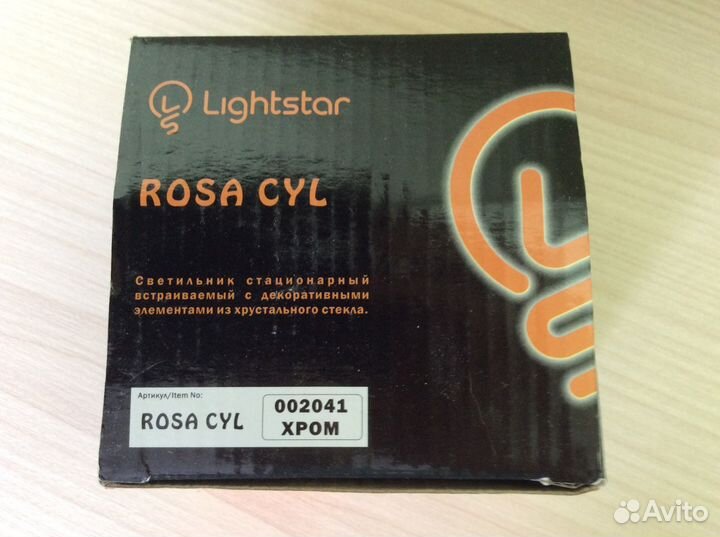 Lightstar
ROSA CYL
Светильник стационарный
встраиваемый с декоративными
элементами из хрустального стекла.
Артикул/Item No:
ROSA CYL
002041
ХРОМ
Avito